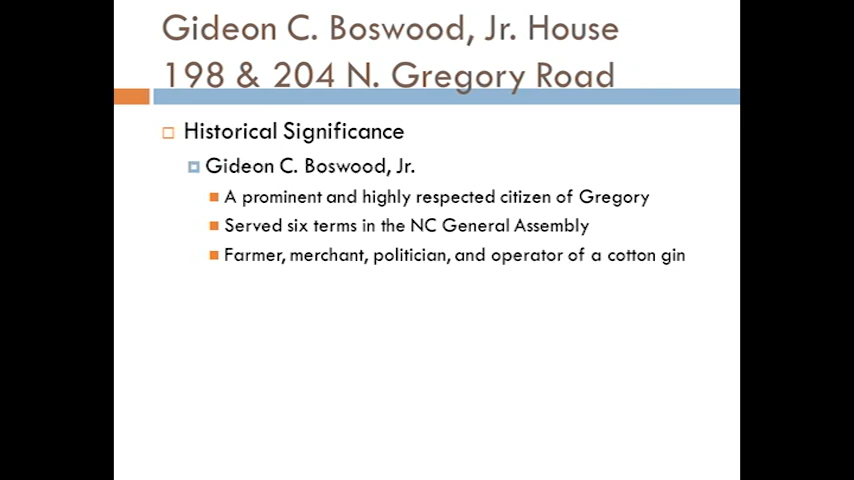 Gideon C. Boswood, Jr. House
198 & 204 N. Gregory Road
Historical Significance
Gideon C. Boswood, Jr.
A prominent and highly respected citizen of Gregory
Served six terms in the NC General Assembly
Farmer, merchant, politician, and operator of a cotton gin